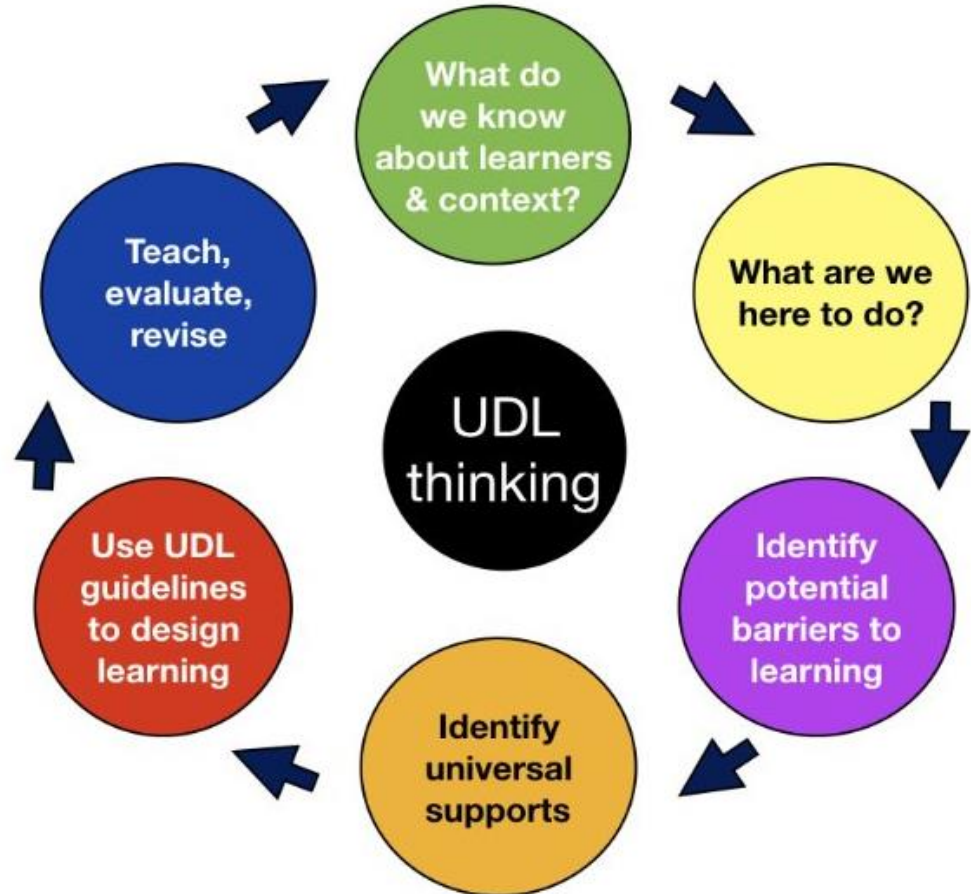 What do
we know
about learners
& context?
What are we
here to do?
Identify
potential
barriers to
learning
Identify
universal
supports
Use UDL
guidelines
to design
learning
Teach,
evaluate,
revise
UDL
thinking